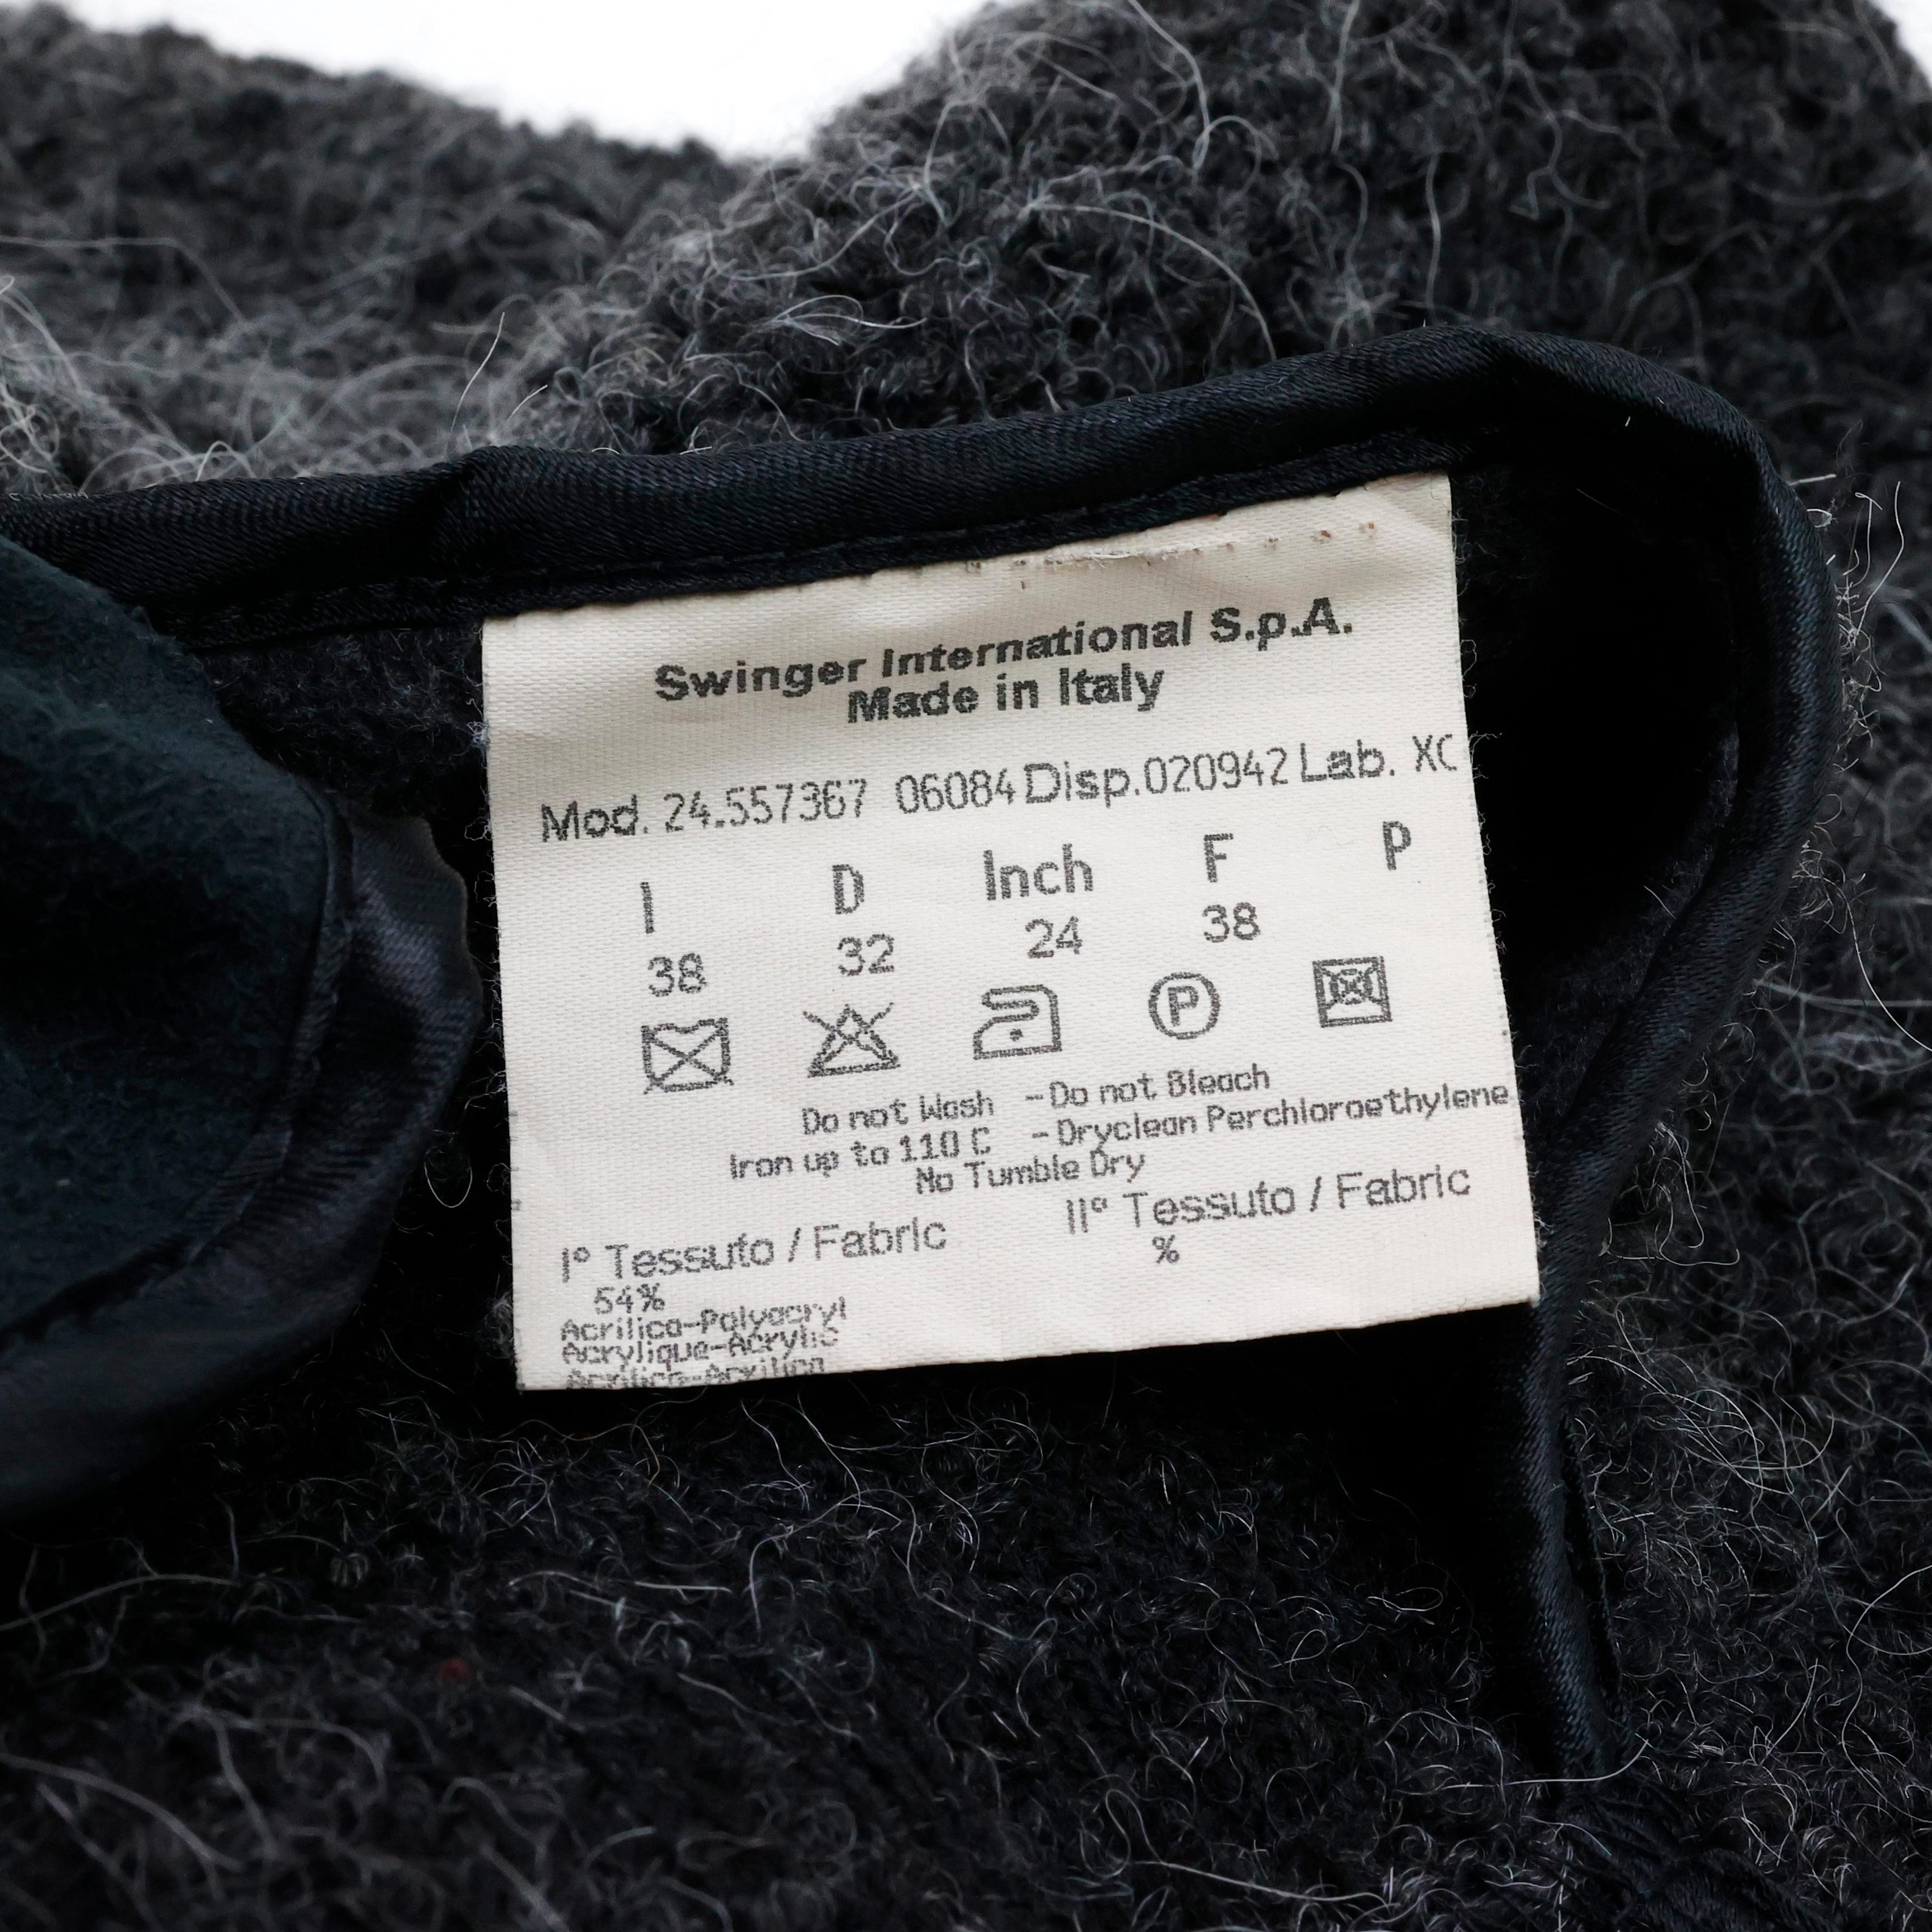 Swinger International S.p.A.
Made in Italy
Mod. 24.557367 06084 Disp.020942 Lab. XC
I D Inch F P
38 32 24 38
P
Do not Wash -Do not Bleach
Iron up to 110 C -Dryclean Perchloroethylene
No Tumble Dry
I° Tessuto / Fabric II° Tessuto / Fabric
54% %
Acrilico-Polyacryl
Acrylique-Acrylic